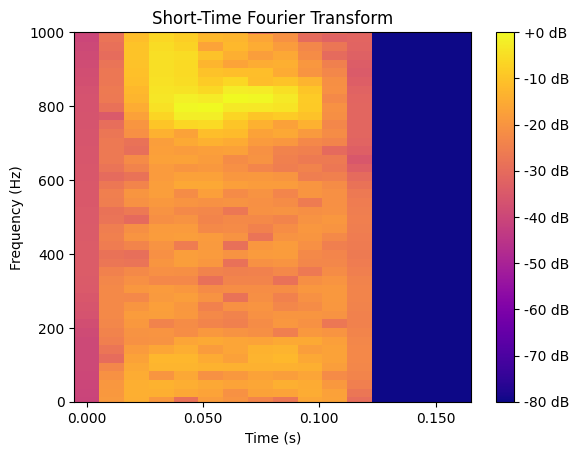 Short-Time Fourier Transform
1000
800
600
400
200
0
Frequency (Hz)
0.000
0.050
0.100
0.150
Time (s)
+0 dB
-10 dB
-20 dB
-30 dB
-40 dB
-50 dB
-60 dB
-70 dB
-80 dB